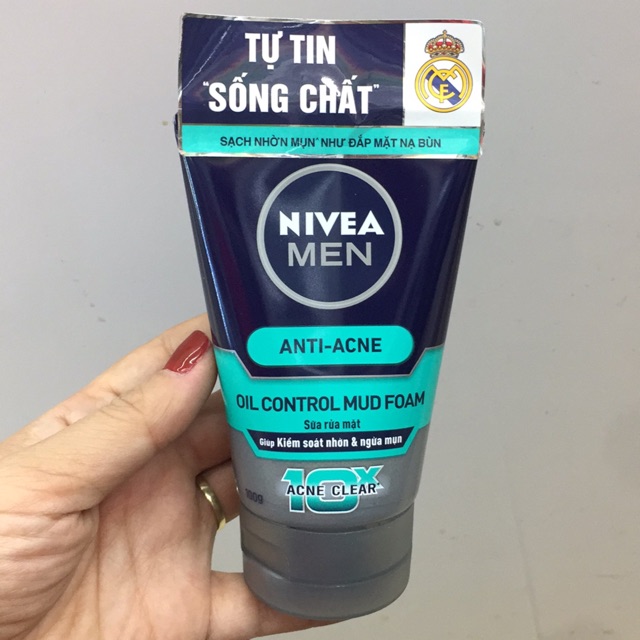 TỰ TIN
"SỐNG CHẤT"
SẠCH NHỜN MỤN* NHƯ ĐẮP MẶT NẠ BÙN
NIVEA
MEN
ANTI-ACNE
OIL CONTROL MUD FOAM
Sữa rửa mặt
Giúp Kiểm soát nhờn & ngừa mụn
10X
ACNE CLEAR
100g